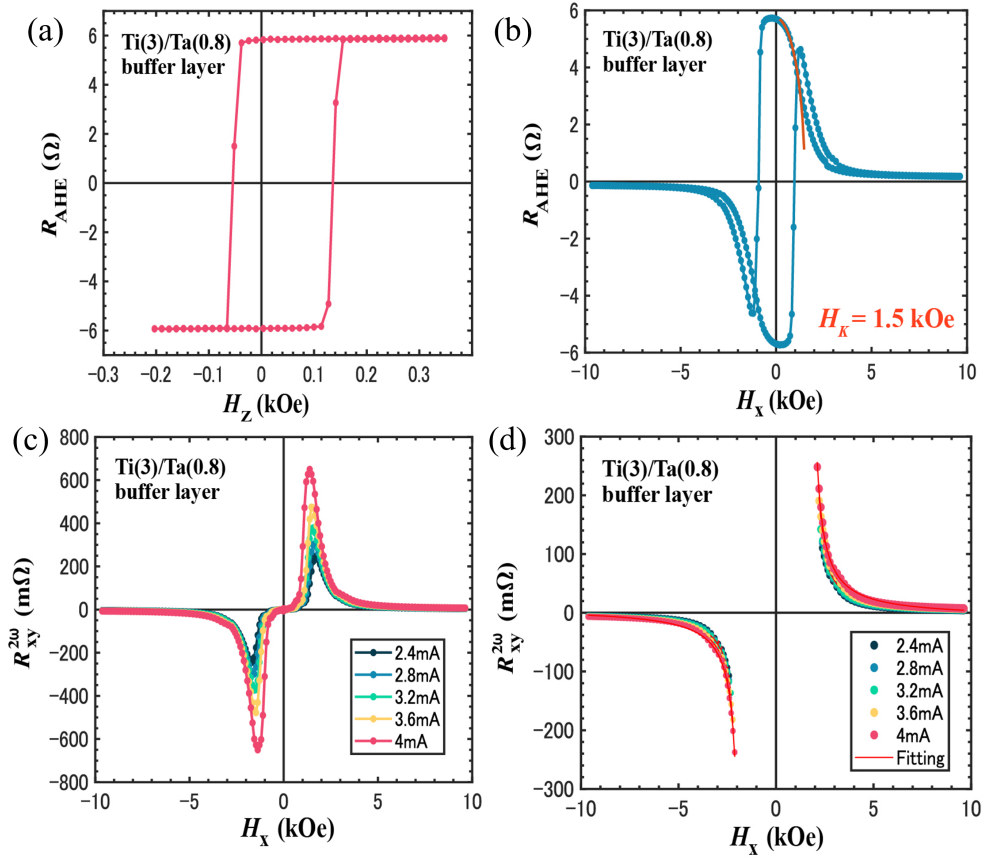 (a)
Ti(3)/Ta(0.8)
buffer layer
R_AHE (Ω)
6
4
2
0
−2
−4
−6
−0.3 −0.2 −0.1 0 0.1 0.2 0.3
H_Z (kOe)
(b)
Ti(3)/Ta(0.8)
buffer layer
R_AHE (Ω)
6
4
2
0
−2
−4
−6
H_K = 1.5 kOe
−10 −5 0 5 10
H_x (kOe)
(c)
Ti(3)/Ta(0.8)
buffer layer
R_xy^2ω (mΩ)
800
600
400
200
0
−200
−400
−600
−800
2.4mA
2.8mA
3.2mA
3.6mA
4mA
−10 −5 0 5 10
H_x (kOe)
(d)
Ti(3)/Ta(0.8)
buffer layer
R_xy^2ω (mΩ)
300
200
100
0
−100
−200
−300
2.4mA
2.8mA
3.2mA
3.6mA
4mA
Fitting
−10 −5 0 5 10
H_x (kOe)